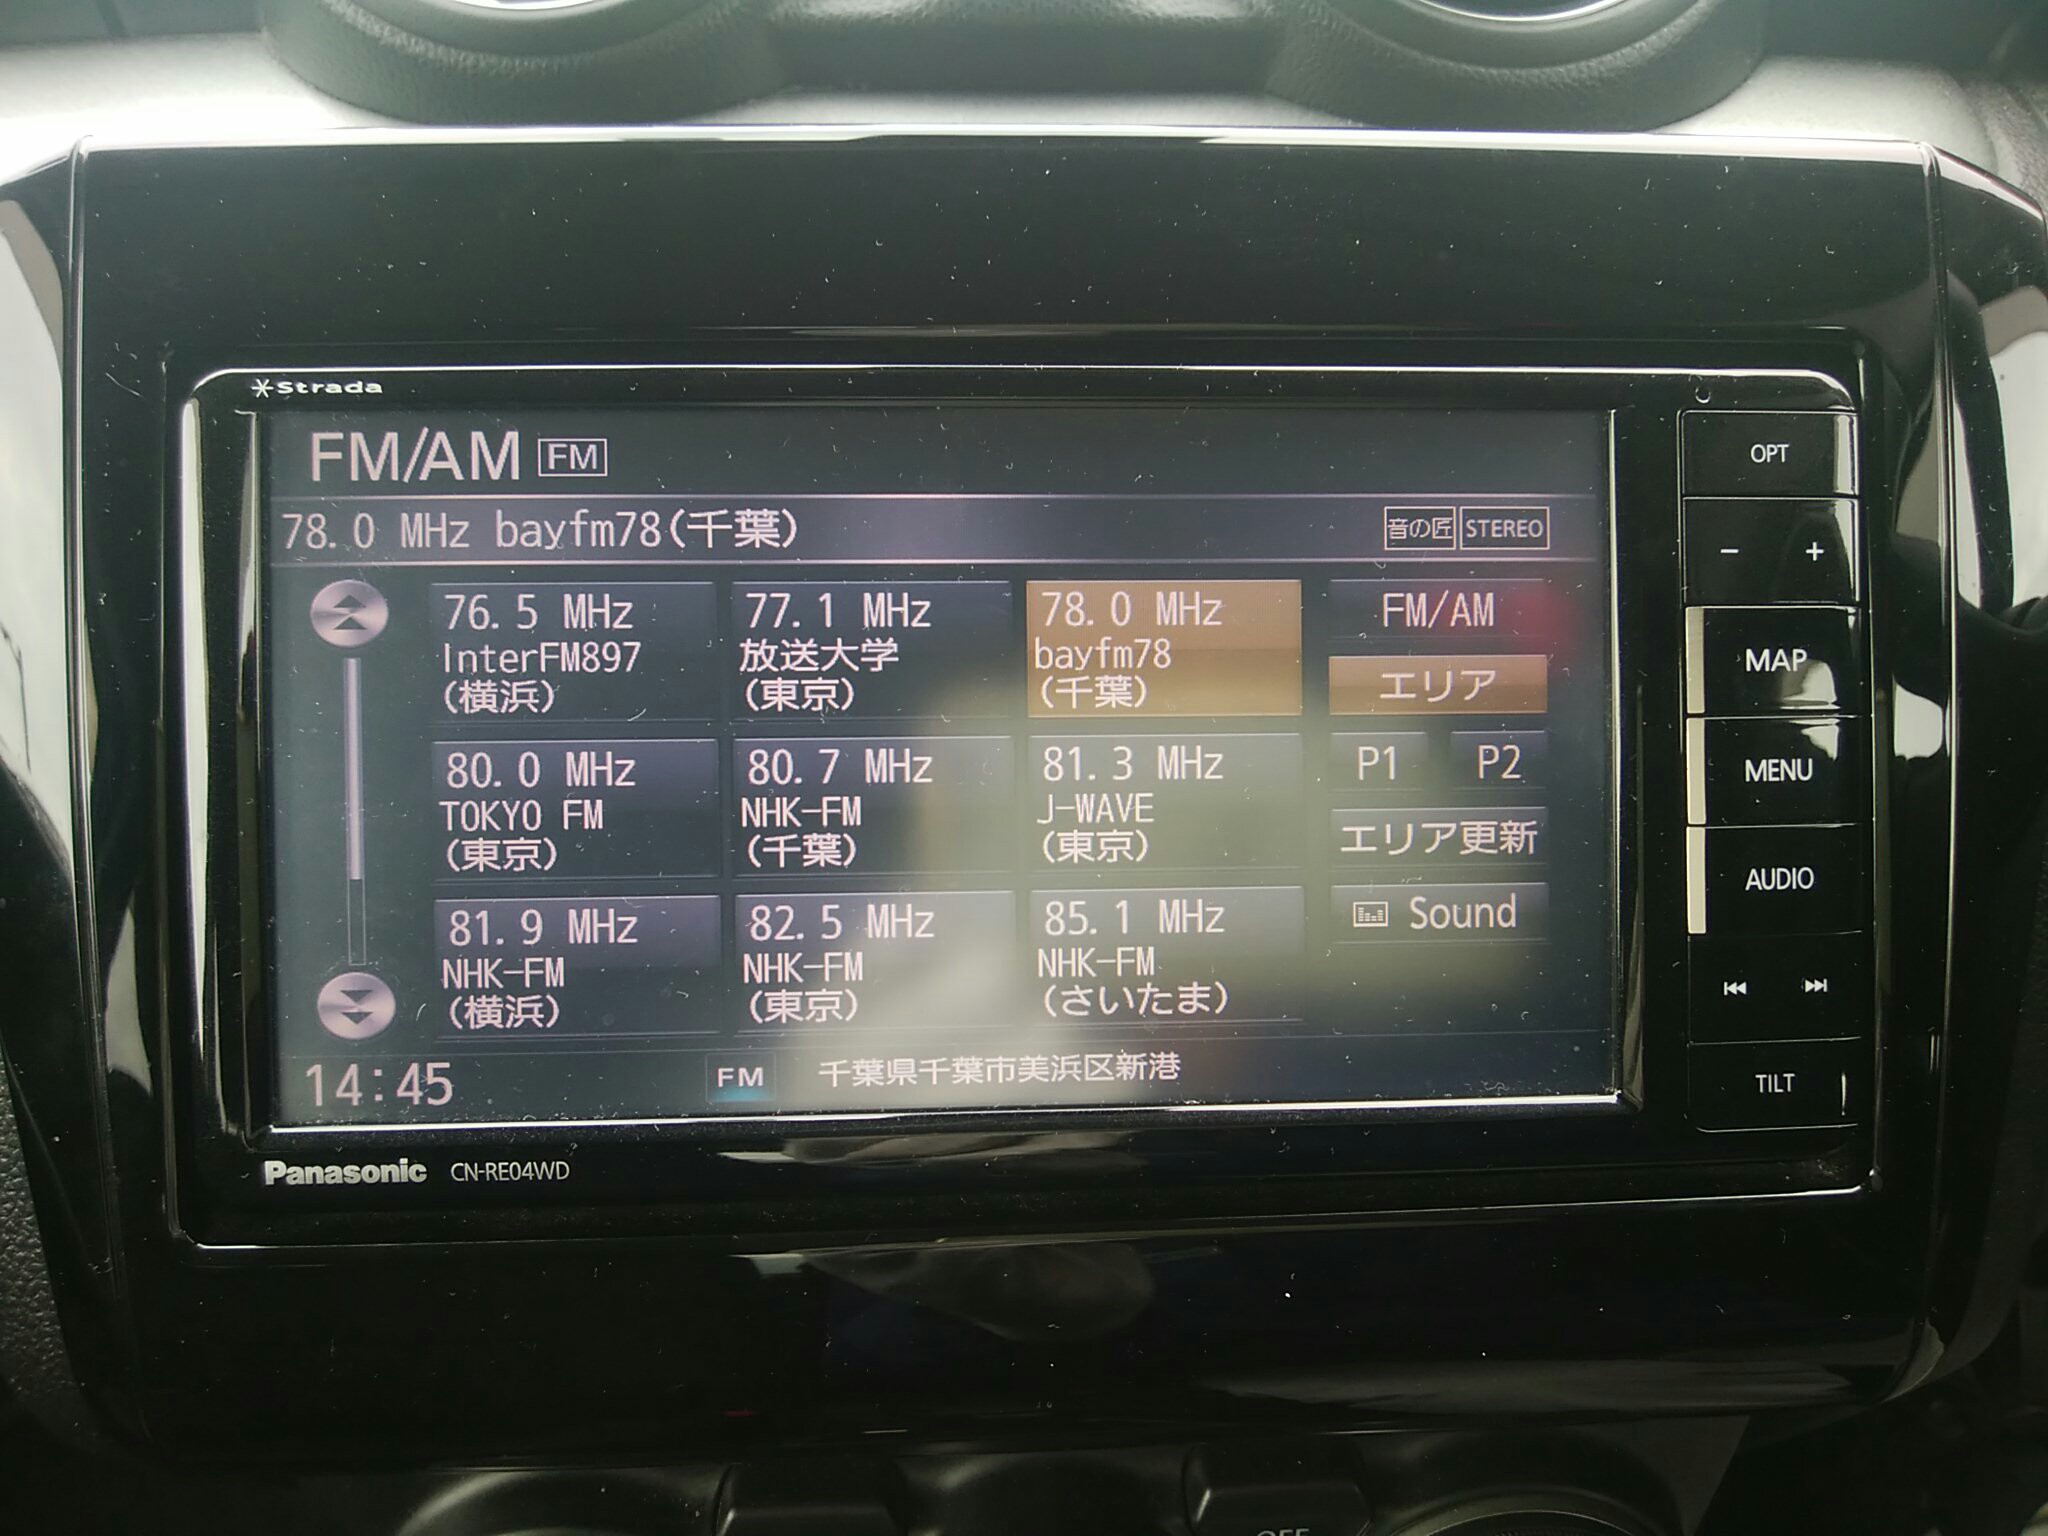 Strada
FM/AM FM
78.0 MHz bayfm78(千葉) 音の匠 STEREO
76.5 MHz
InterFM897
(横浜)
77.1 MHz
放送大学
(東京)
78.0 MHz
bayfm78
(千葉)
80.0 MHz
TOKYO FM
(東京)
80.7 MHz
NHK-FM
(千葉)
81.3 MHz
J-WAVE
(東京)
81.9 MHz
NHK-FM
(横浜)
82.5 MHz
NHK-FM
(東京)
85.1 MHz
NHK-FM
(さいたま)
FM/AM
エリア
P1 P2
エリア更新
Sound
14:45 FM 千葉県千葉市美浜区新港
Panasonic CN-RE04WD
OPT
- +
MAP
MENU
AUDIO
TILT
OFF